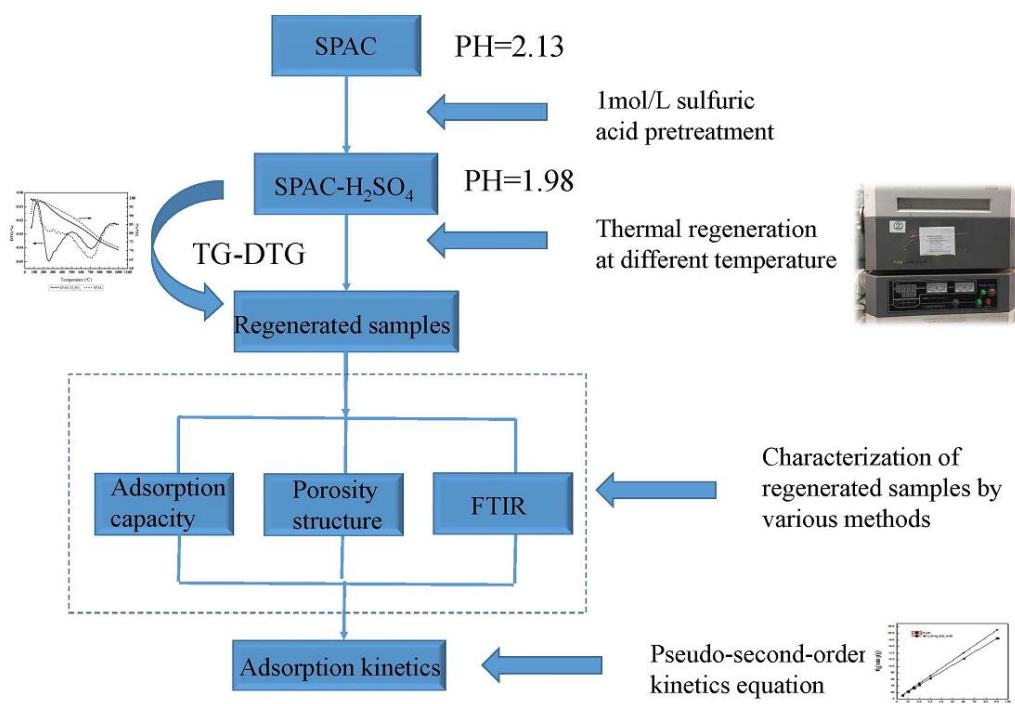 SPAC
PH=2.13
1mol/L sulfuric
acid pretreatment
SPAC-H₂SO₄
PH=1.98
TG-DTG
Thermal regeneration
at different temperature
②
Regenerated samples
Adsorption
capacity
Porosity
structure
FTIR
Characterization of
regenerated samples by
various methods
Adsorption kinetics
Pseudo-second-order
kinetics equation
Temperature (°C)